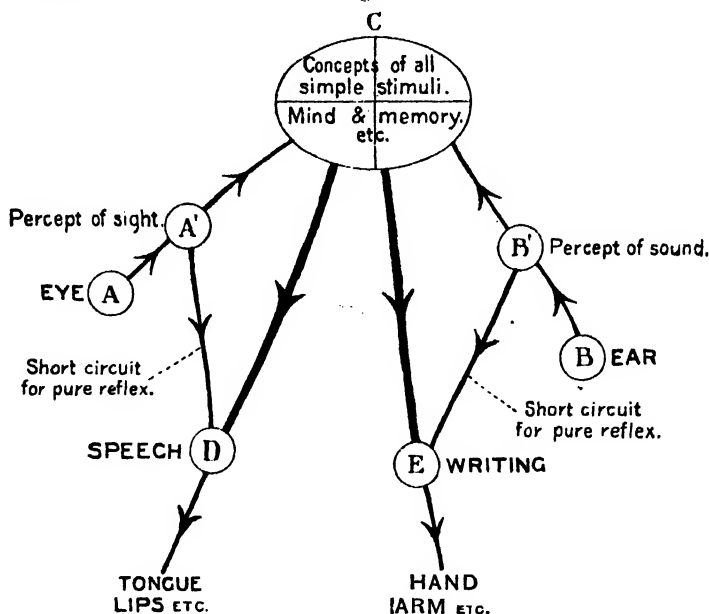 C
Concepts of all
simple stimuli.
Mind & memory.
etc.
Percept of sight.
A'
B'
Percept of sound.
EYE
A
B
EAR
Short circuit
for pure reflex.
Short circuit
for pure reflex.
SPEECH
D
E
WRITING
TONGUE
LIPS ETC.
HAND
ARM ETC.